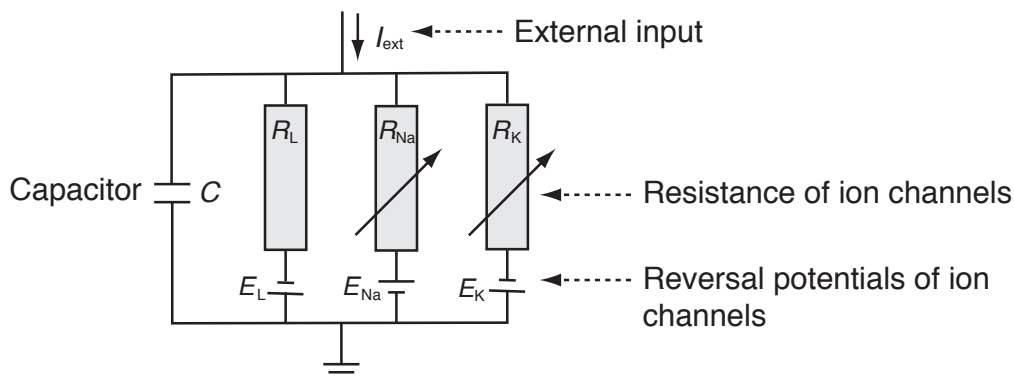 I_ext External input
R_L R_Na R_K
Capacitor C Resistance of ion channels
E_L E_Na E_K Reversal potentials of ion
channels